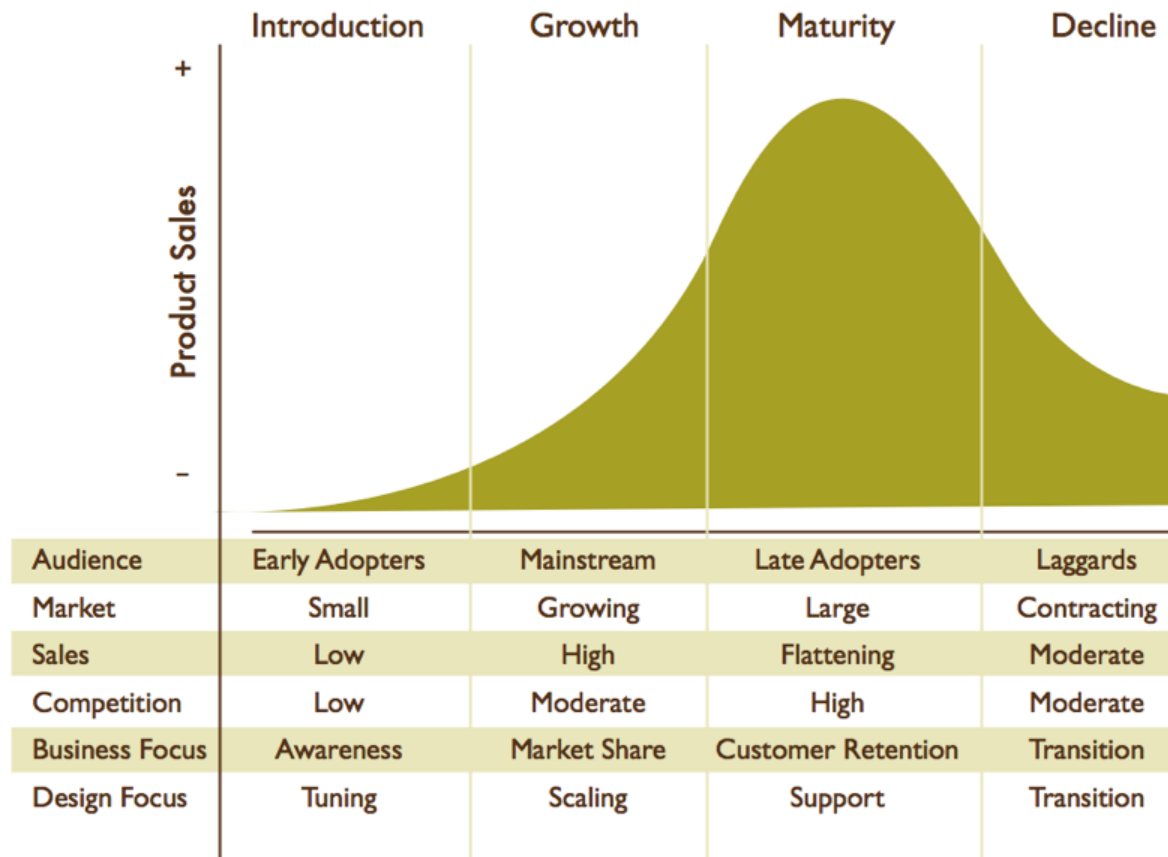 Introduction Growth Maturity Decline
+
Product Sales
–
Audience Early Adopters Mainstream Late Adopters Laggards
Market Small Growing Large Contracting
Sales Low High Flattening Moderate
Competition Low Moderate High Moderate
Business Focus Awareness Market Share Customer Retention Transition
Design Focus Tuning Scaling Support Transition